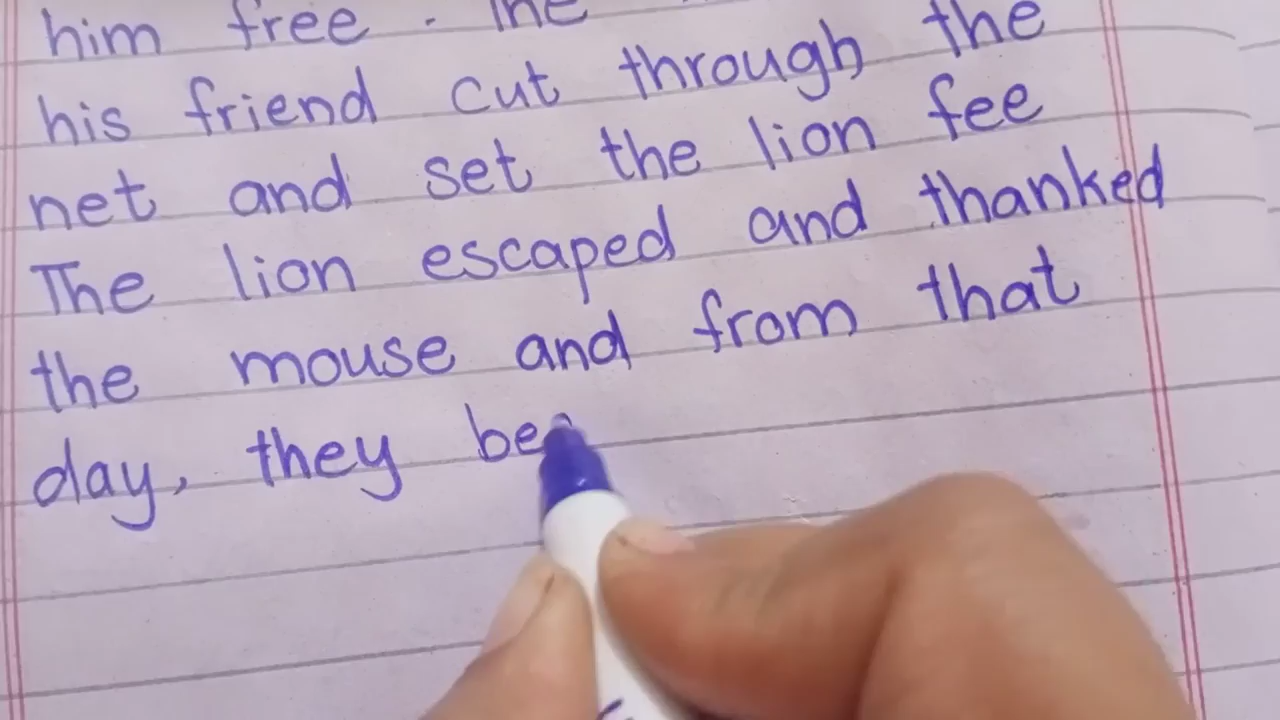 him free. The
his friend cut through the
net and set the lion fee
The lion escaped and thanked
the mouse and from that
day, they be